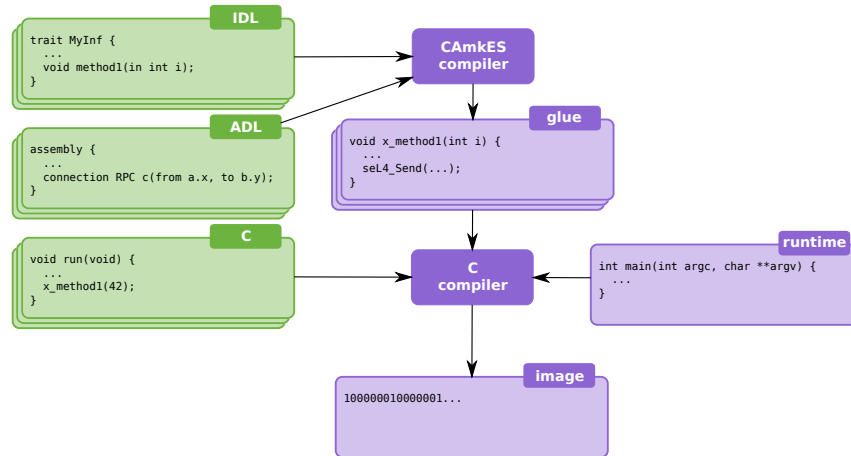 IDL
trait MyInf {
  ...
  void method1(in int i);
}
CAmkES
compiler
ADL
assembly {
  ...
  connection RPC c(from a.x, to b.y);
}
glue
void x_method1(int i) {
  ...
  seL4_Send(...);
}
C
void run(void) {
  ...
  x_method1(42);
}
C
compiler
runtime
int main(int argc, char **argv) {
  ...
}
image
100000010000001...